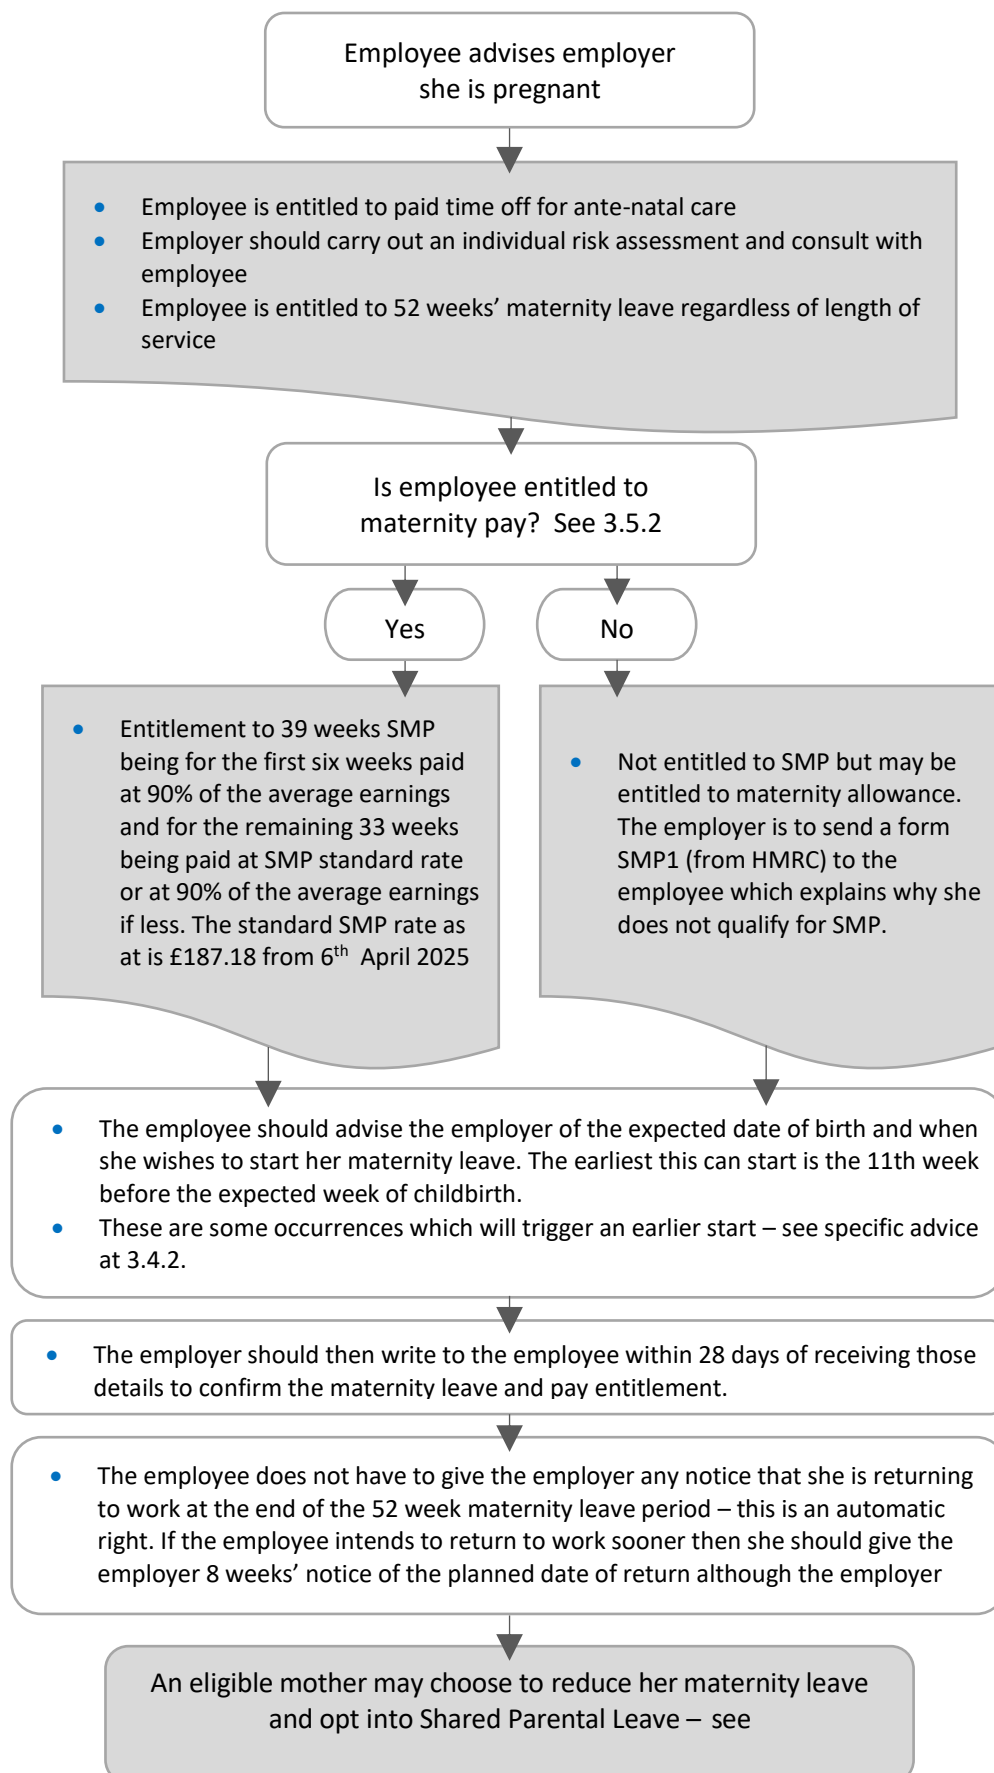 Employee advises employer
she is pregnant
• Employee is entitled to paid time off for ante-natal care
• Employer should carry out an individual risk assessment and consult with
employee
• Employee is entitled to 52 weeks’ maternity leave regardless of length of
service
Is employee entitled to
maternity pay? See 3.5.2
Yes
No
• Entitlement to 39 weeks SMP
being for the first six weeks paid
at 90% of the average earnings
and for the remaining 33 weeks
being paid at SMP standard rate
or at 90% of the average earnings
if less. The standard SMP rate as
at is £187.18 from 6th April 2025
• Not entitled to SMP but may be
entitled to maternity allowance.
The employer is to send a form
SMP1 (from HMRC) to the
employee which explains why she
does not qualify for SMP.
• The employee should advise the employer of the expected date of birth and when
she wishes to start her maternity leave. The earliest this can start is the 11th week
before the expected week of childbirth.
• These are some occurrences which will trigger an earlier start – see specific advice
at 3.4.2.
• The employer should then write to the employee within 28 days of receiving those
details to confirm the maternity leave and pay entitlement.
• The employee does not have to give the employer any notice that she is returning
to work at the end of the 52 week maternity leave period – this is an automatic
right. If the employee intends to return to work sooner then she should give the
employer 8 weeks’ notice of the planned date of return although the employer
An eligible mother may choose to reduce her maternity leave
and opt into Shared Parental Leave – see